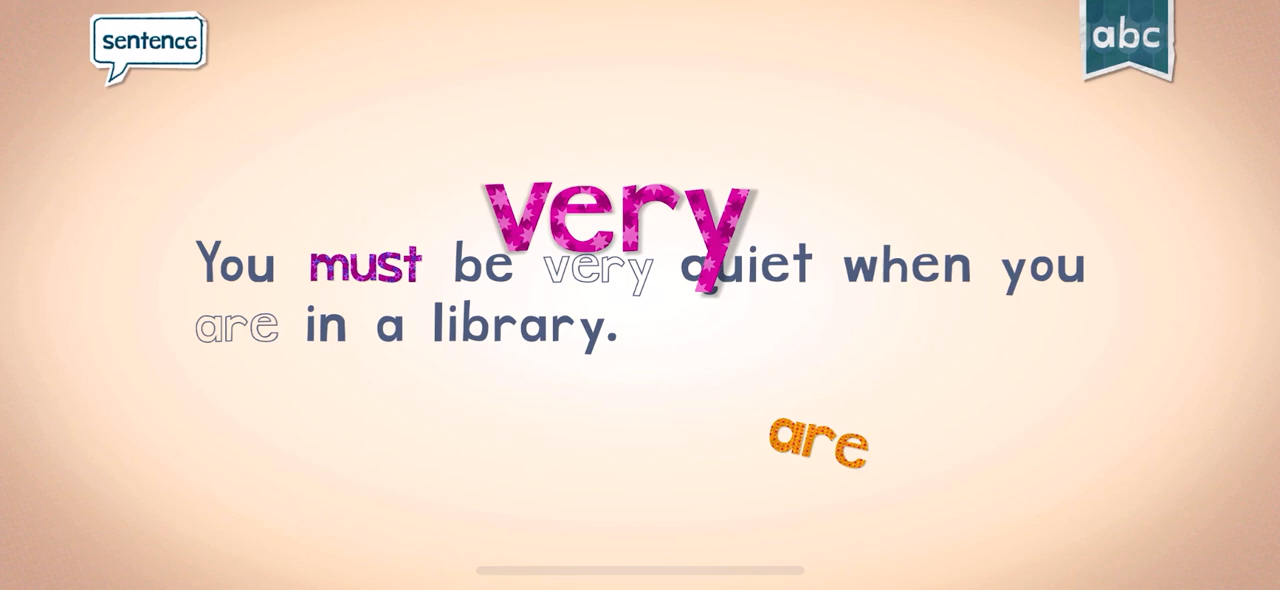 sentence
abc
very
You must be very quiet when you
are in a library.
are